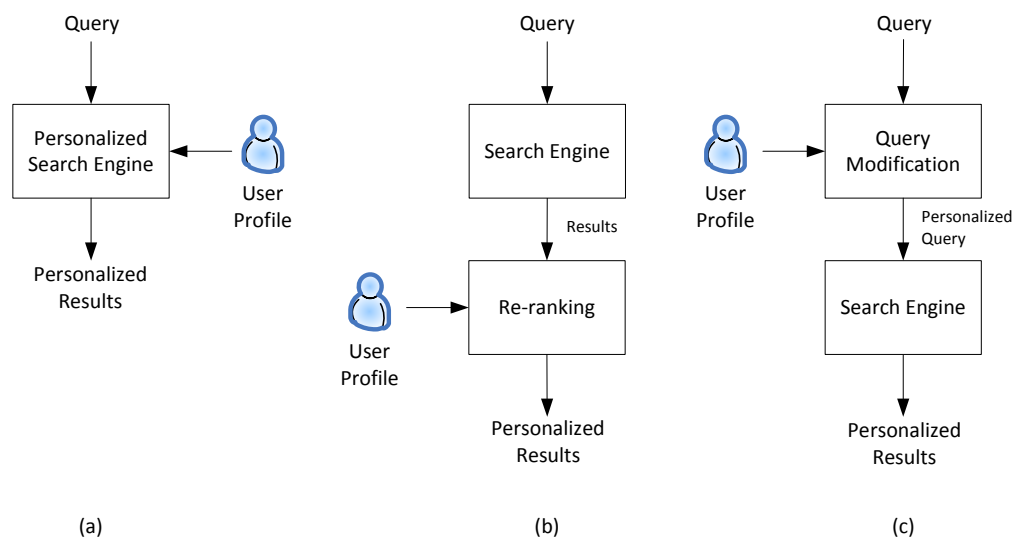 Query
Personalized
Search Engine
User
Profile
Personalized
Results
(a)
Query
Search Engine
Results
Re-ranking
User
Profile
Personalized
Results
(b)
Query
Query
Modification
User
Profile
Personalized
Query
Search Engine
Personalized
Results
(c)